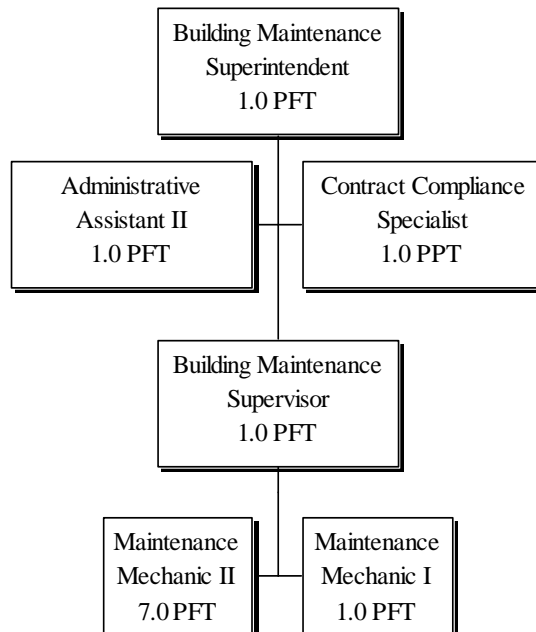 Building Maintenance
Superintendent
1.0 PFT
Administrative
Assistant II
1.0 PFT
Contract Compliance
Specialist
1.0 PPT
Building Maintenance
Supervisor
1.0 PFT
Maintenance
Mechanic II
7.0 PFT
Maintenance
Mechanic I
1.0 PFT